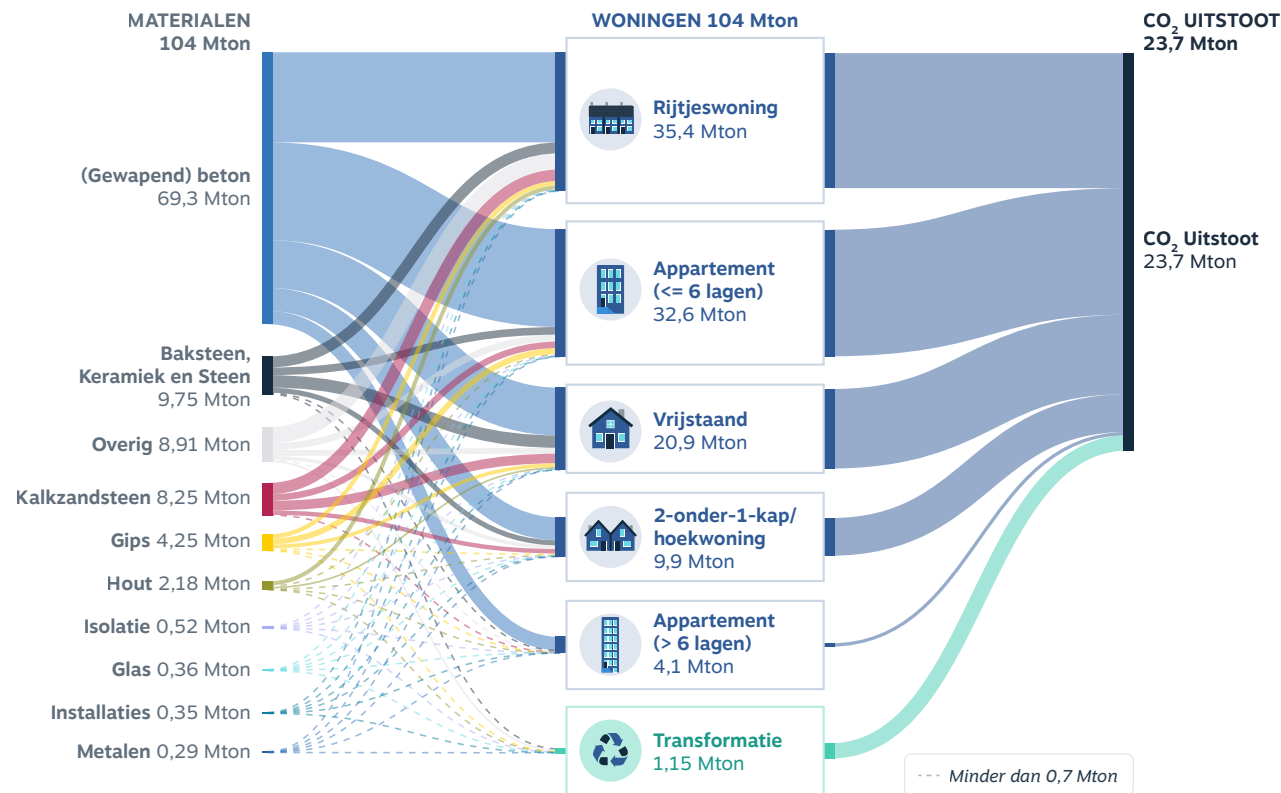 MATERIALEN
104 Mton
(Gewapend) beton
69,3 Mton
Baksteen,
Keramiek en Steen
9,75 Mton
Overig 8,91 Mton
Kalkzandsteen 8,25 Mton
Gips 4,25 Mton
Hout 2,18 Mton
Isolatie 0,52 Mton
Glas 0,36 Mton
Installaties 0,35 Mton
Metalen 0,29 Mton
WONINGEN 104 Mton
Rijtjeswoning
35,4 Mton
Appartement
(<= 6 lagen)
32,6 Mton
Vrijstaand
20,9 Mton
2-onder-1-kap/
hoekwoning
9,9 Mton
Appartement
(> 6 lagen)
4,1 Mton
Transformatie
1,15 Mton
CO₂ UITSTOOT
23,7 Mton
CO₂ Uitstoot
23,7 Mton
Minder dan 0,7 Mton